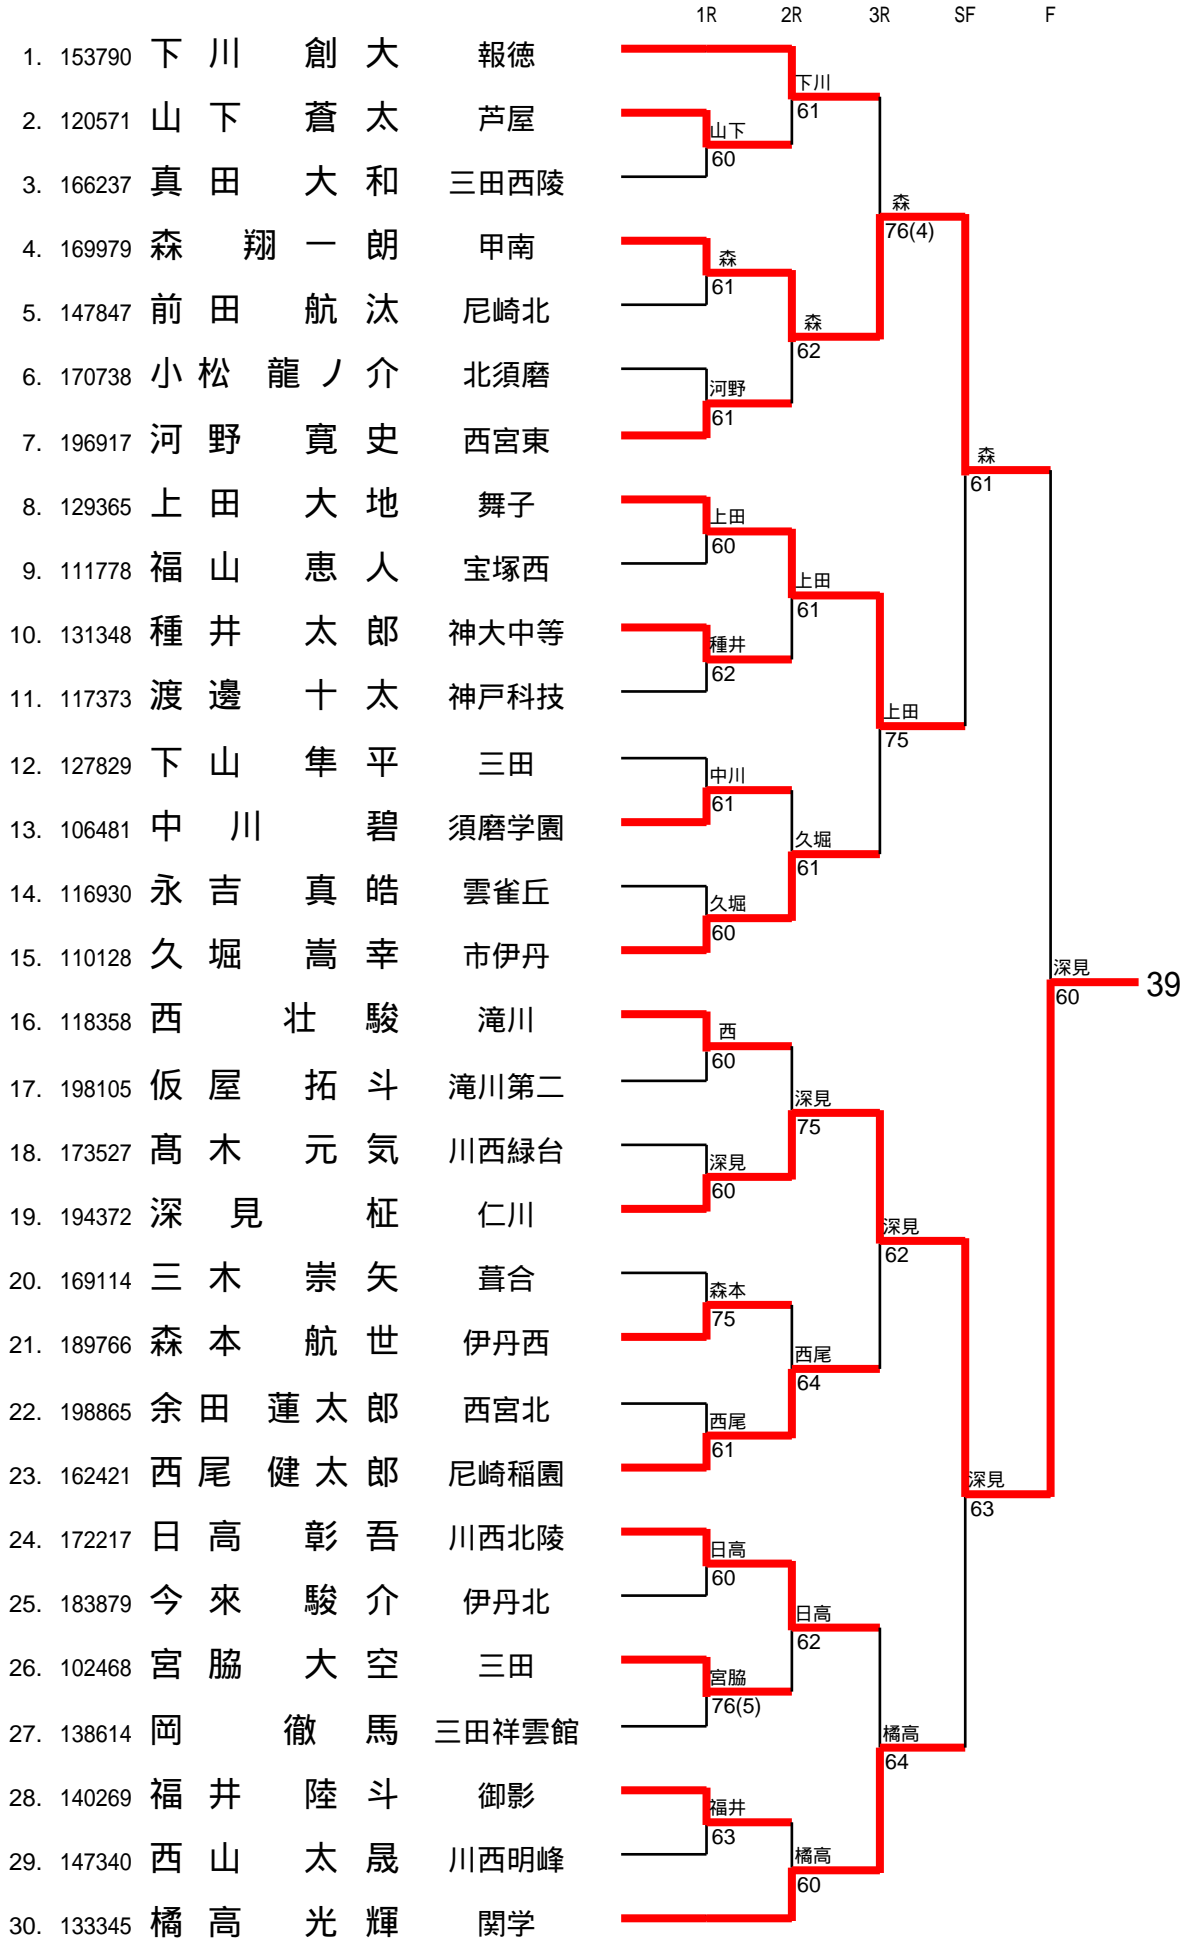 1R 2R 3R SF F
1. 153790 下川 創大 報徳
下川
61
2. 120571 山下 蒼太 芦屋
山下
60
3. 166237 真田 大和 三田西陵
森
76(4)
4. 169979 森 翔一朗 甲南
森
61
5. 147847 前田 航汰 尼崎北
森
62
6. 170738 小松 龍ノ介 北須磨
河野
61
7. 196917 河野 寛史 西宮東
森
61
8. 129365 上田 大地 舞子
上田
60
9. 111778 福山 恵人 宝塚西
上田
61
10. 131348 種井 太郎 神大中等
種井
62
11. 117373 渡邊 十太 神戸科技
上田
75
12. 127829 下山 隼平 三田
中川
61
13. 106481 中川 碧 須磨学園
久堀
61
14. 116930 永吉 真皓 雲雀丘
久堀
60
15. 110128 久堀 嵩幸 市伊丹
深見
60
39
16. 118358 西 壮駿 滝川
西
60
17. 198105 仮屋 拓斗 滝川第二
深見
75
18. 173527 髙木 元気 川西緑台
深見
60
19. 194372 深見 柾 仁川
深見
62
20. 169114 三木 崇矢 葺合
森本
75
21. 189766 森本 航世 伊丹西
西尾
64
22. 198865 余田 蓮太郎 西宮北
西尾
61
23. 162421 西尾 健太郎 尼崎稲園
深見
63
24. 172217 日高 彰吾 川西北陵
日高
60
25. 183879 今來 駿介 伊丹北
日高
62
26. 102468 宮脇 大空 三田
宮脇
76(5)
27. 138614 岡 徹馬 三田祥雲館
橘高
64
28. 140269 福井 陸斗 御影
福井
63
29. 147340 西山 太晟 川西明峰
橘高
60
30. 133345 橘高 光輝 関学